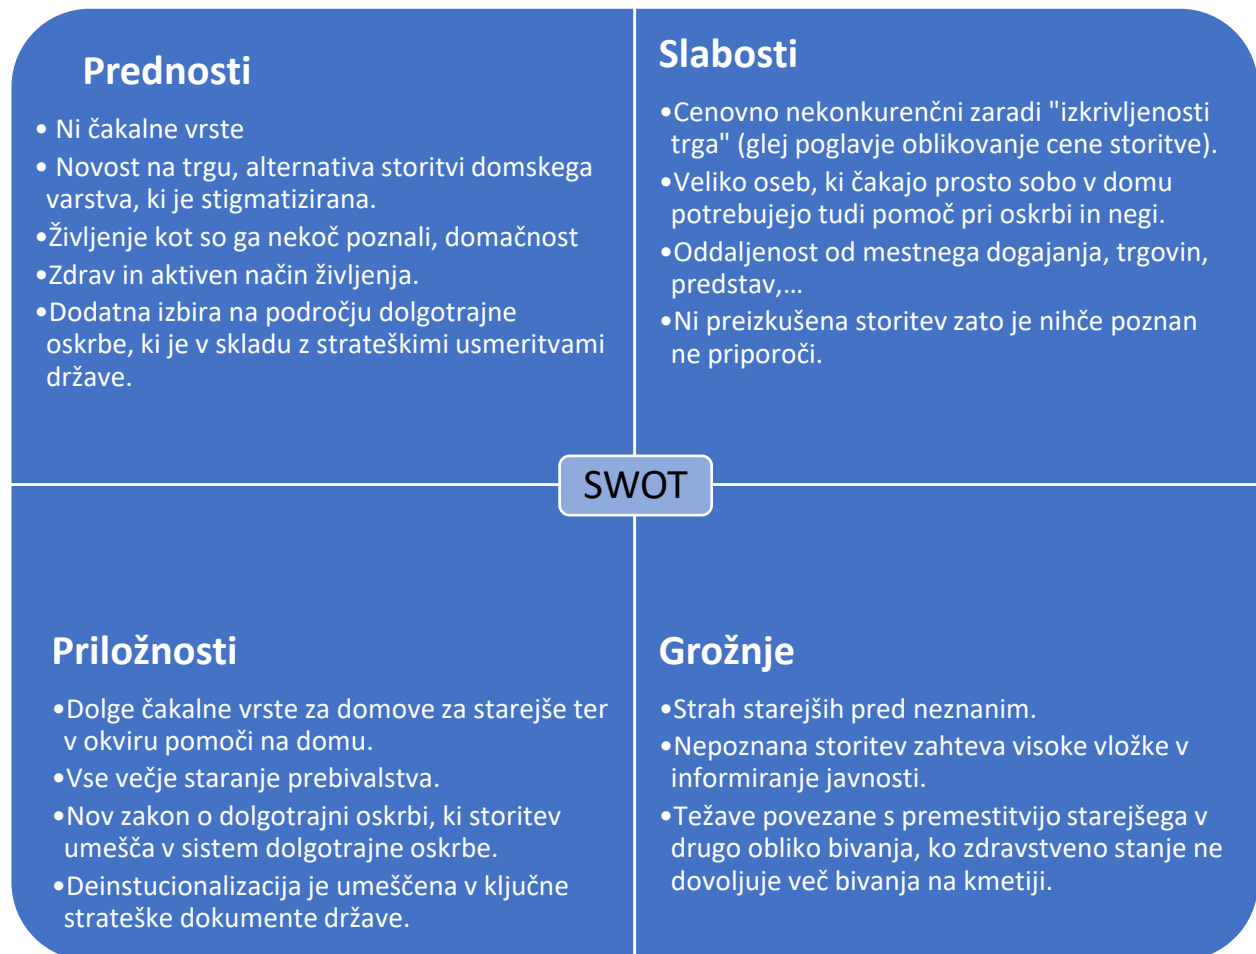 Prednosti
• Ni čakalne vrste
• Novost na trgu, alternativa storitvi domskega
varstva, ki je stigmatizirana.
•Življenje kot so ga nekoč poznali, domačnost
•Zdrav in aktiven način življenja.
•Dodatna izbira na področju dolgotrajne
oskrbe, ki je v skladu z strateškimi usmeritvami
države.
Slabosti
•Cenovno nekonkurenčni zaradi "izkrivljenosti
trga" (glej poglavje oblikovanje cene storitve).
•Veliko oseb, ki čakajo prosto sobo v domu
potrebujejo tudi pomoč pri oskrbi in negi.
•Oddaljenost od mestnega dogajanja, trgovin,
predstav,…
•Ni preizkušena storitev zato je nihče poznan
ne priporoči.
SWOT
Priložnosti
•Dolge čakalne vrste za domove za starejše ter
v okviru pomoči na domu.
•Vse večje staranje prebivalstva.
•Nov zakon o dolgotrajni oskrbi, ki storitev
umešča v sistem dolgotrajne oskrbe.
•Deinstucionalizacija je umeščena v ključne
strateške dokumente države.
Grožnje
•Strah starejših pred neznanim.
•Nepoznana storitev zahteva visoke vložke v
informiranje javnosti.
•Težave povezane s premestitvijo starejšega v
drugo obliko bivanja, ko zdravstveno stanje ne
dovoljuje več bivanja na kmetiji.